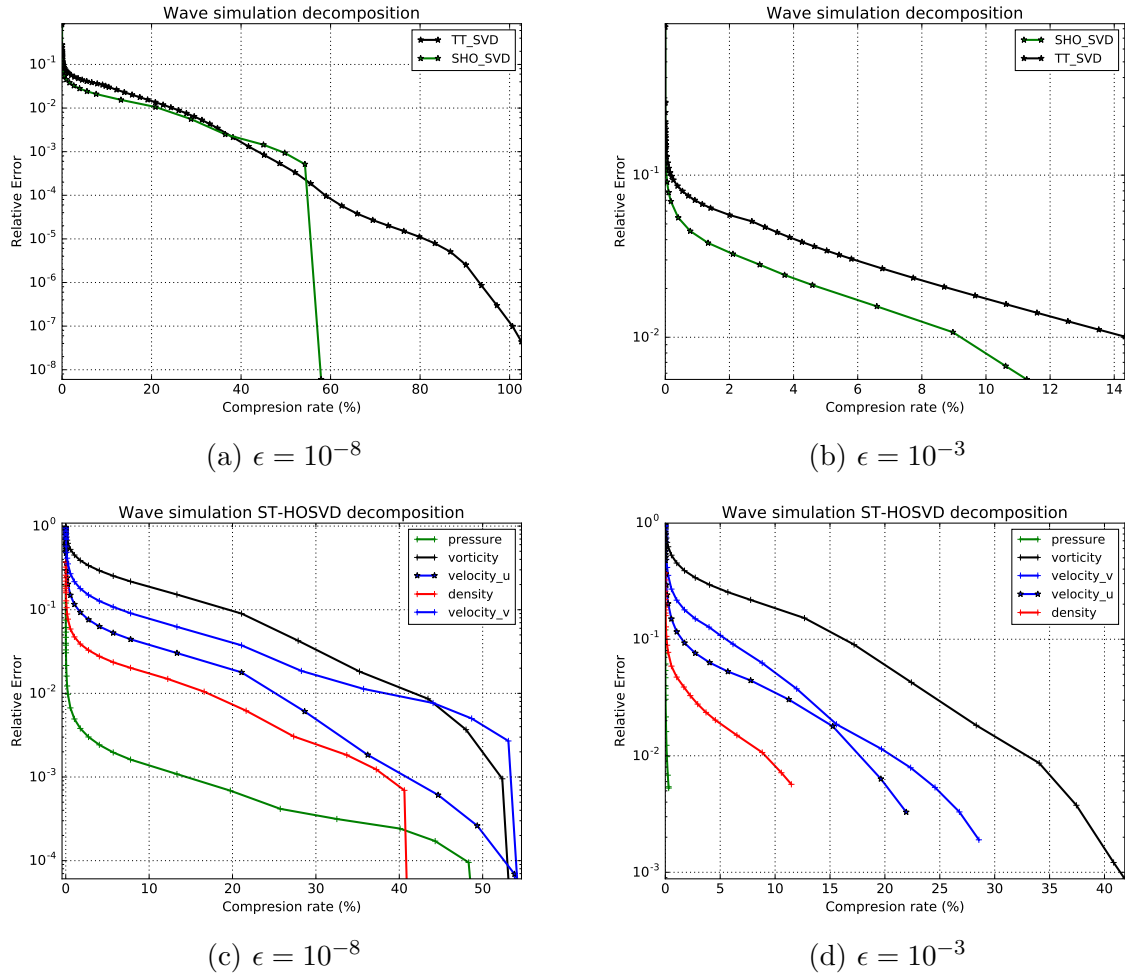 Wave simulation decomposition
TT_SVD
SHO_SVD
Relative Error
10^{-1}
10^{-2}
10^{-3}
10^{-4}
10^{-5}
10^{-6}
10^{-7}
10^{-8}
0 20 40 60 80 100
Compresion rate (%)
(a) ϵ = 10^{-8}
Wave simulation decomposition
SHO_SVD
TT_SVD
Relative Error
10^{-1}
10^{-2}
0 2 4 6 8 10 12 14
Compresion rate (%)
(b) ϵ = 10^{-3}
Wave simulation ST-HOSVD decomposition
pressure
vorticity
velocity_u
density
velocity_v
Relative Error
10^{0}
10^{-1}
10^{-2}
10^{-3}
10^{-4}
0 10 20 30 40 50
Compresion rate (%)
(c) ϵ = 10^{-8}
Wave simulation ST-HOSVD decomposition
pressure
vorticity
velocity_v
velocity_u
density
Relative Error
10^{0}
10^{-1}
10^{-2}
10^{-3}
0 5 10 15 20 25 30 35 40
Compresion rate (%)
(d) ϵ = 10^{-3}